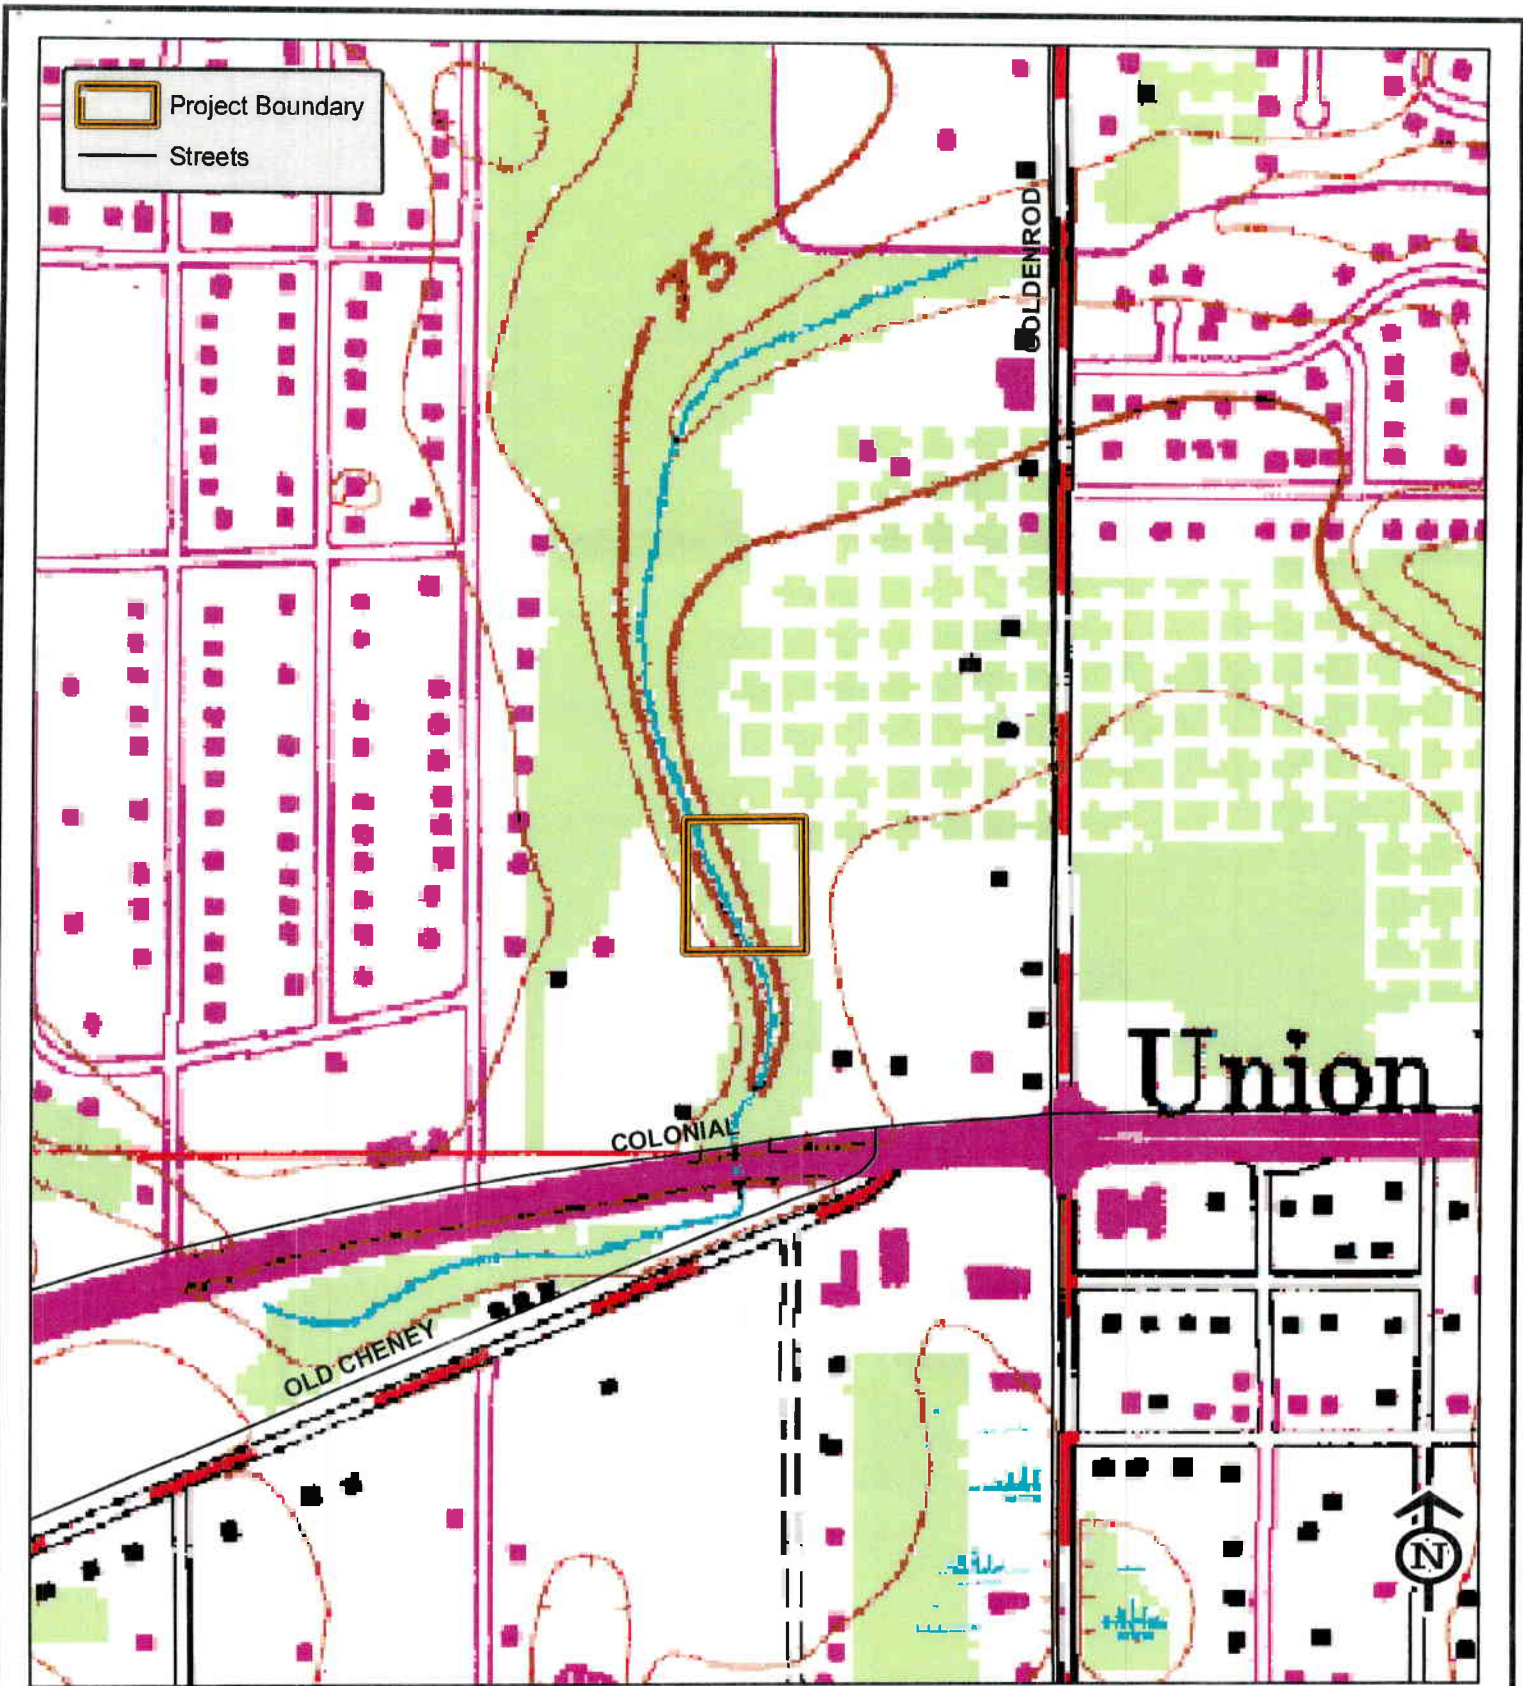 Project Boundary
Streets
75
GOLDENROD
Union
COLONIAL
OLD CHENEY
N